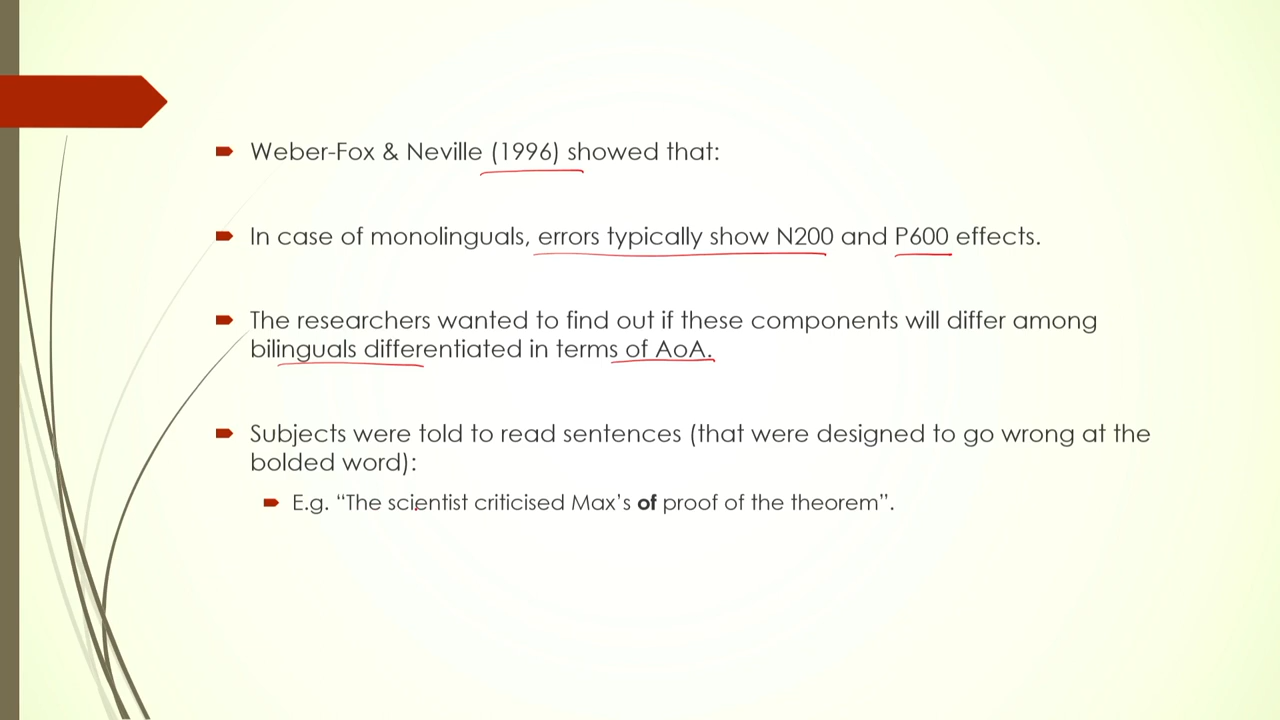 Weber-Fox & Neville (1996) showed that:
In case of monolinguals, errors typically show N200 and P600 effects.
The researchers wanted to find out if these components will differ among
bilinguals differentiated in terms of AoA.
Subjects were told to read sentences (that were designed to go wrong at the
bolded word):
E.g. “The scientist criticised Max’s of proof of the theorem”.